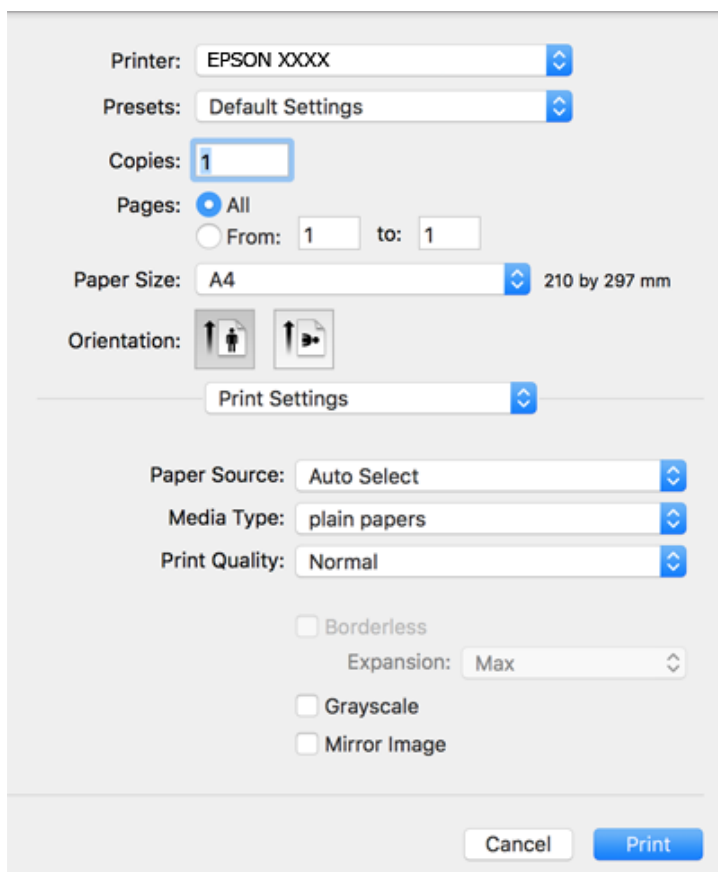 Printer: EPSON XXXX
Presets: Default Settings
Copies: 1
Pages: All
From: 1 to: 1
Paper Size: A4 210 by 297 mm
Orientation:
Print Settings
Paper Source: Auto Select
Media Type: plain papers
Print Quality: Normal
Borderless
Expansion: Max
Grayscale
Mirror Image
Cancel Print